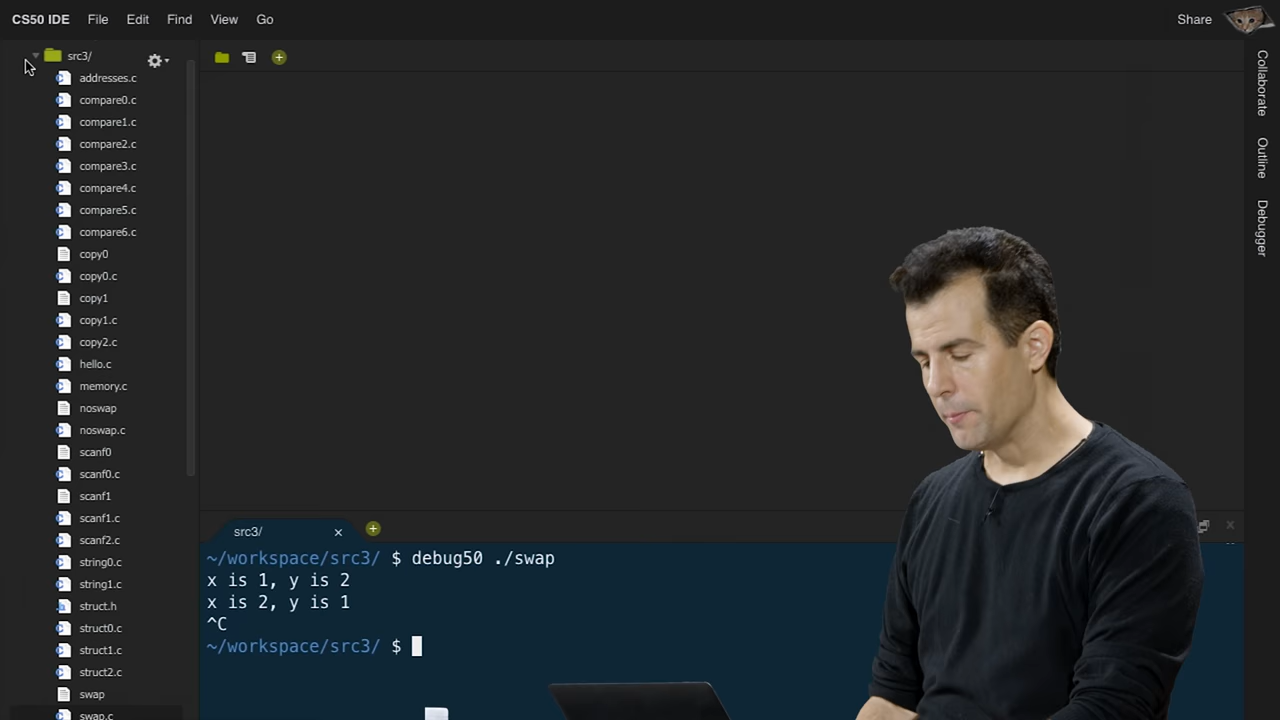 CS50 IDE File Edit Find View Go Share
src3/
addresses.c
compare0.c
compare1.c
compare2.c
compare3.c
compare4.c
compare5.c
compare6.c
copy0
copy0.c
copy1
copy1.c
copy2.c
hello.c
memory.c
noswap
noswap.c
scanf0
scanf0.c
scanf1
scanf1.c
scanf2.c
string0.c
string1.c
struct.h
struct0.c
struct1.c
struct2.c
swap
swap.c
src3/
~/workspace/src3/ $ debug50 ./swap
x is 1, y is 2
x is 2, y is 1
^C
~/workspace/src3/ $
Collaborate
Outline
Debugger